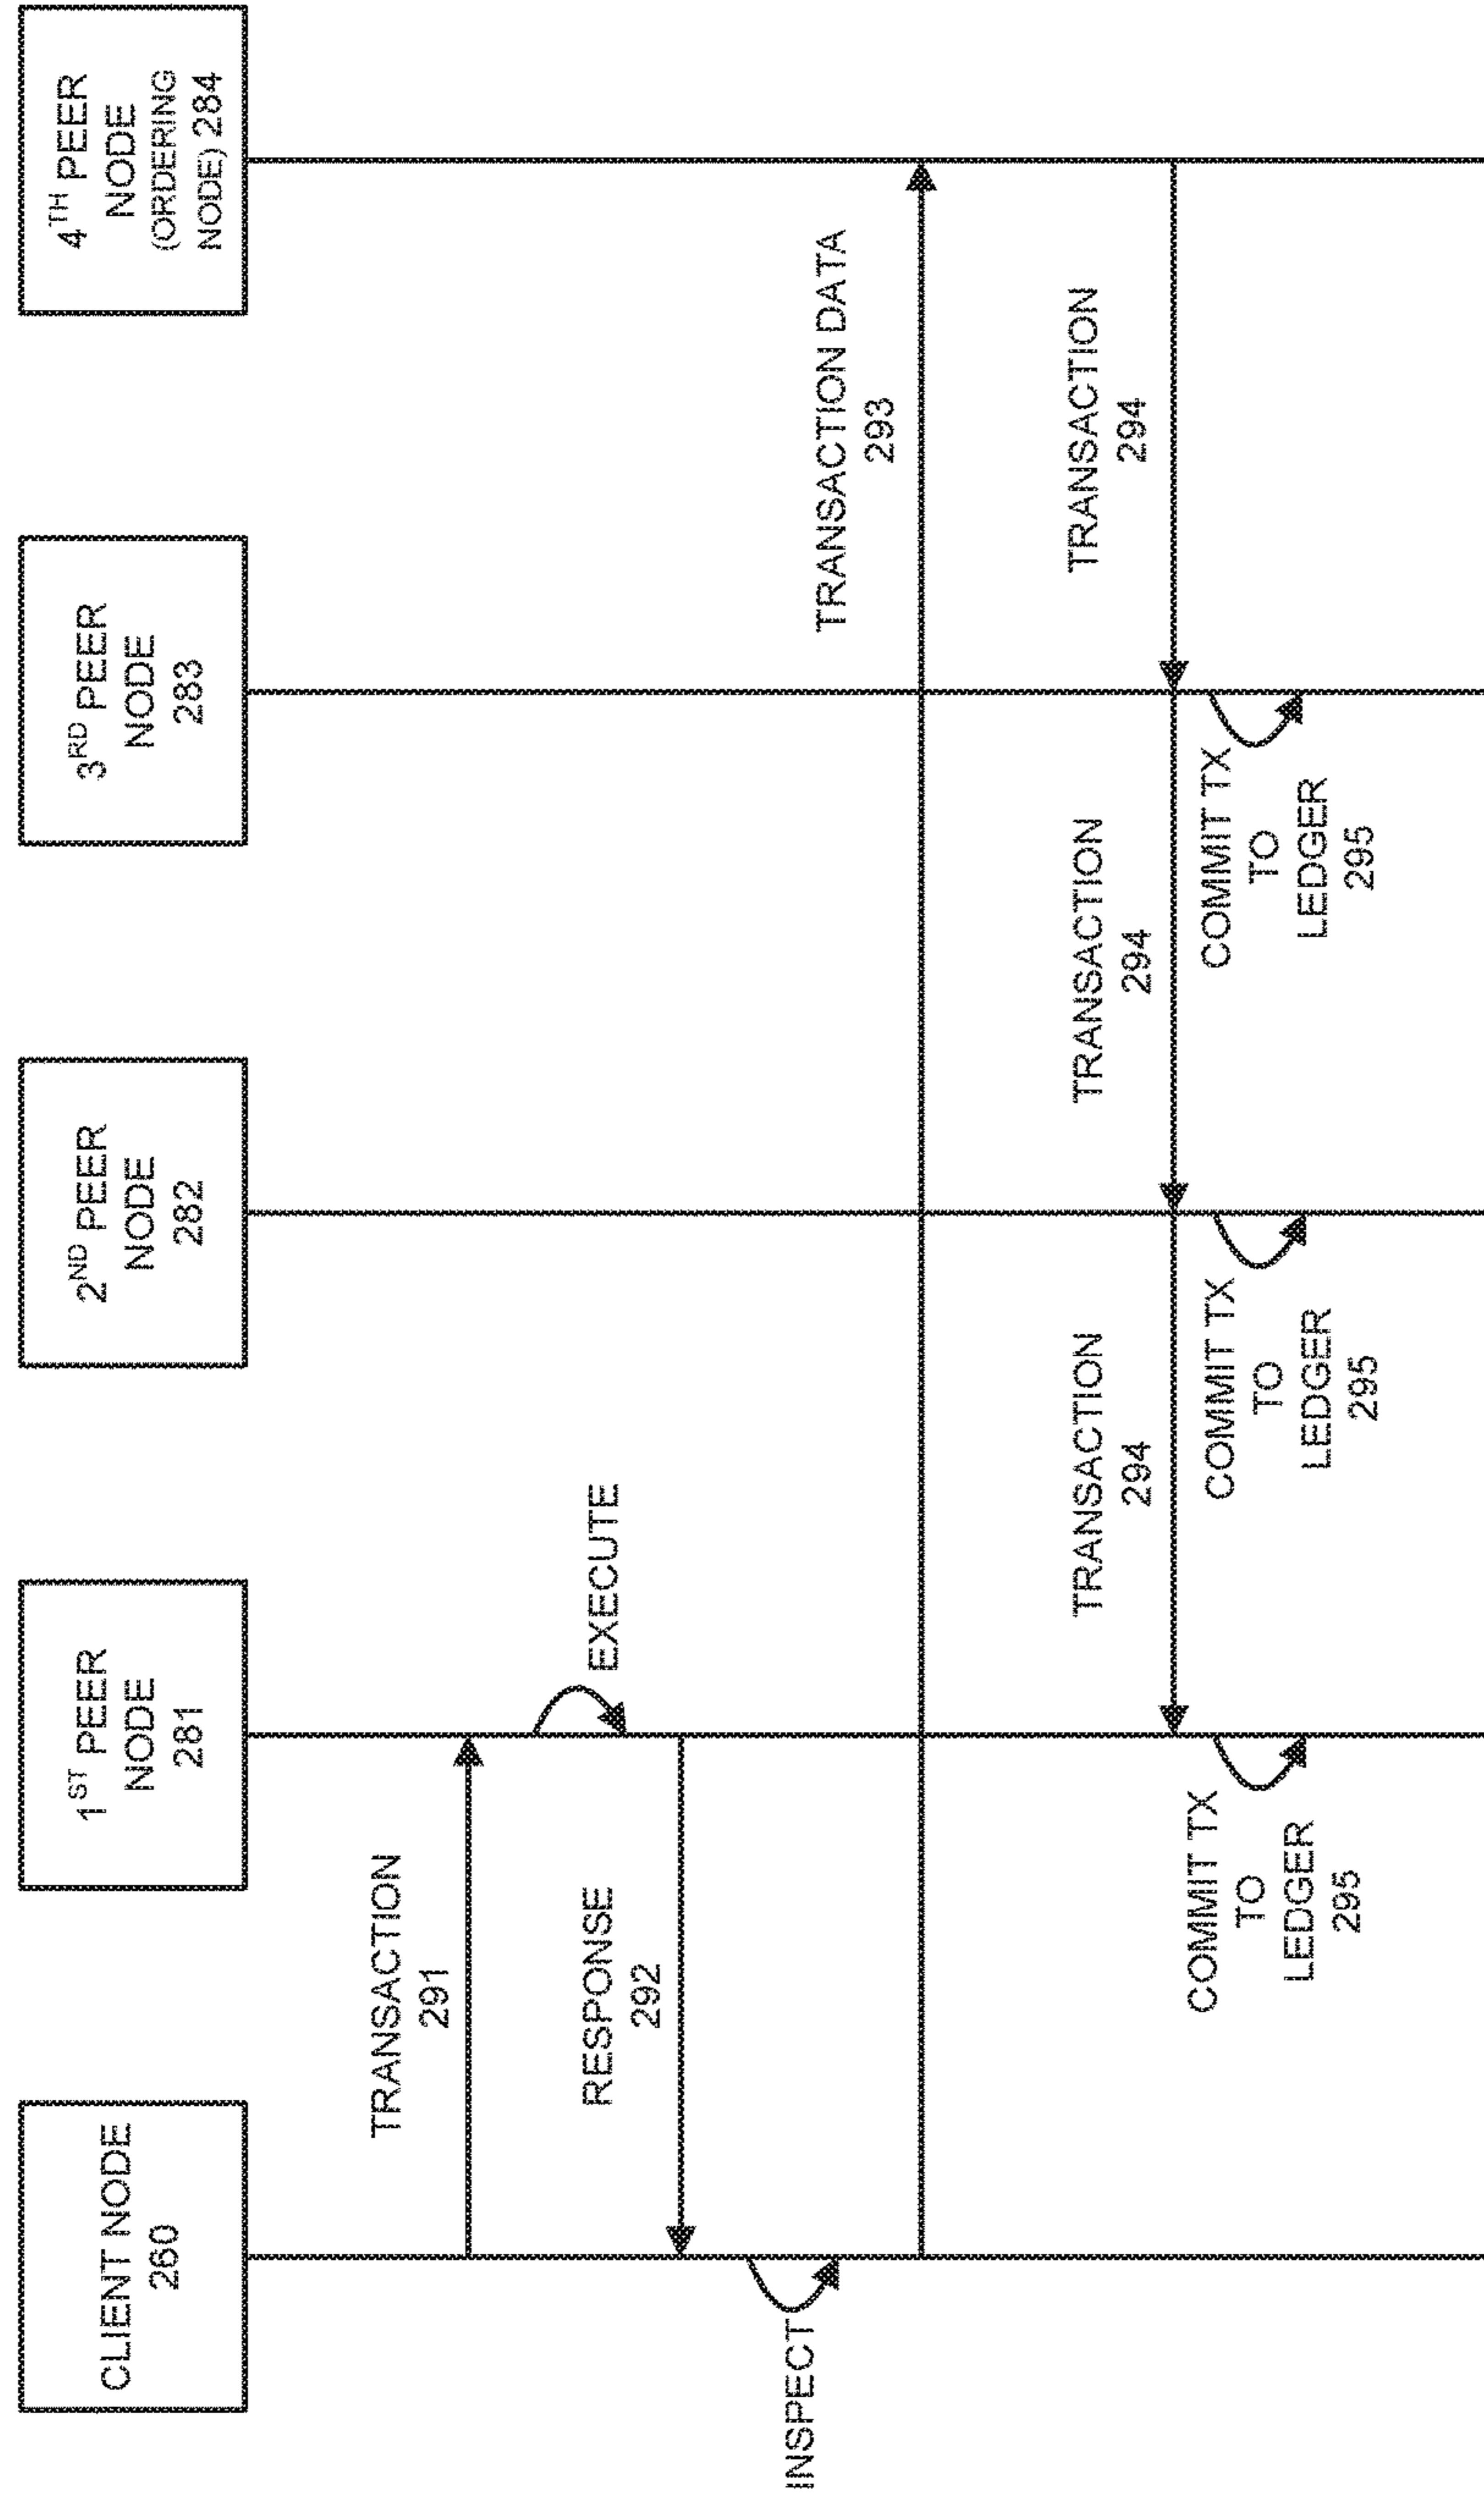 CLIENT NODE
260
1ST PEER
NODE
281
2ND PEER
NODE
282
3RD PEER
NODE
283
4TH PEER
NODE
(ORDERING
NODE) 284
TRANSACTION
291
EXECUTE
RESPONSE
292
INSPECT
TRANSACTION DATA
293
TRANSACTION
294
TRANSACTION
294
TRANSACTION
294
COMMIT TX
TO
LEDGER
295
COMMIT TX
TO
LEDGER
295
COMMIT TX
TO
LEDGER
295